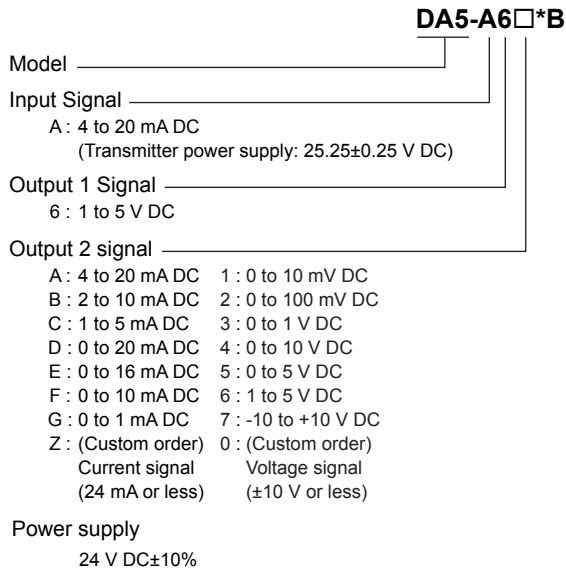 DA5-A6□*B
Model
Input Signal
A : 4 to 20 mA DC
(Transmitter power supply: 25.25±0.25 V DC)
Output 1 Signal
6 : 1 to 5 V DC
Output 2 signal
A : 4 to 20 mA DC 1 : 0 to 10 mV DC
B : 2 to 10 mA DC 2 : 0 to 100 mV DC
C : 1 to 5 mA DC 3 : 0 to 1 V DC
D : 0 to 20 mA DC 4 : 0 to 10 V DC
E : 0 to 16 mA DC 5 : 0 to 5 V DC
F : 0 to 10 mA DC 6 : 1 to 5 V DC
G : 0 to 1 mA DC 7 : -10 to +10 V DC
Z : (Custom order) 0 : (Custom order)
Current signal Voltage signal
(24 mA or less) (±10 V or less)
Power supply
24 V DC±10%